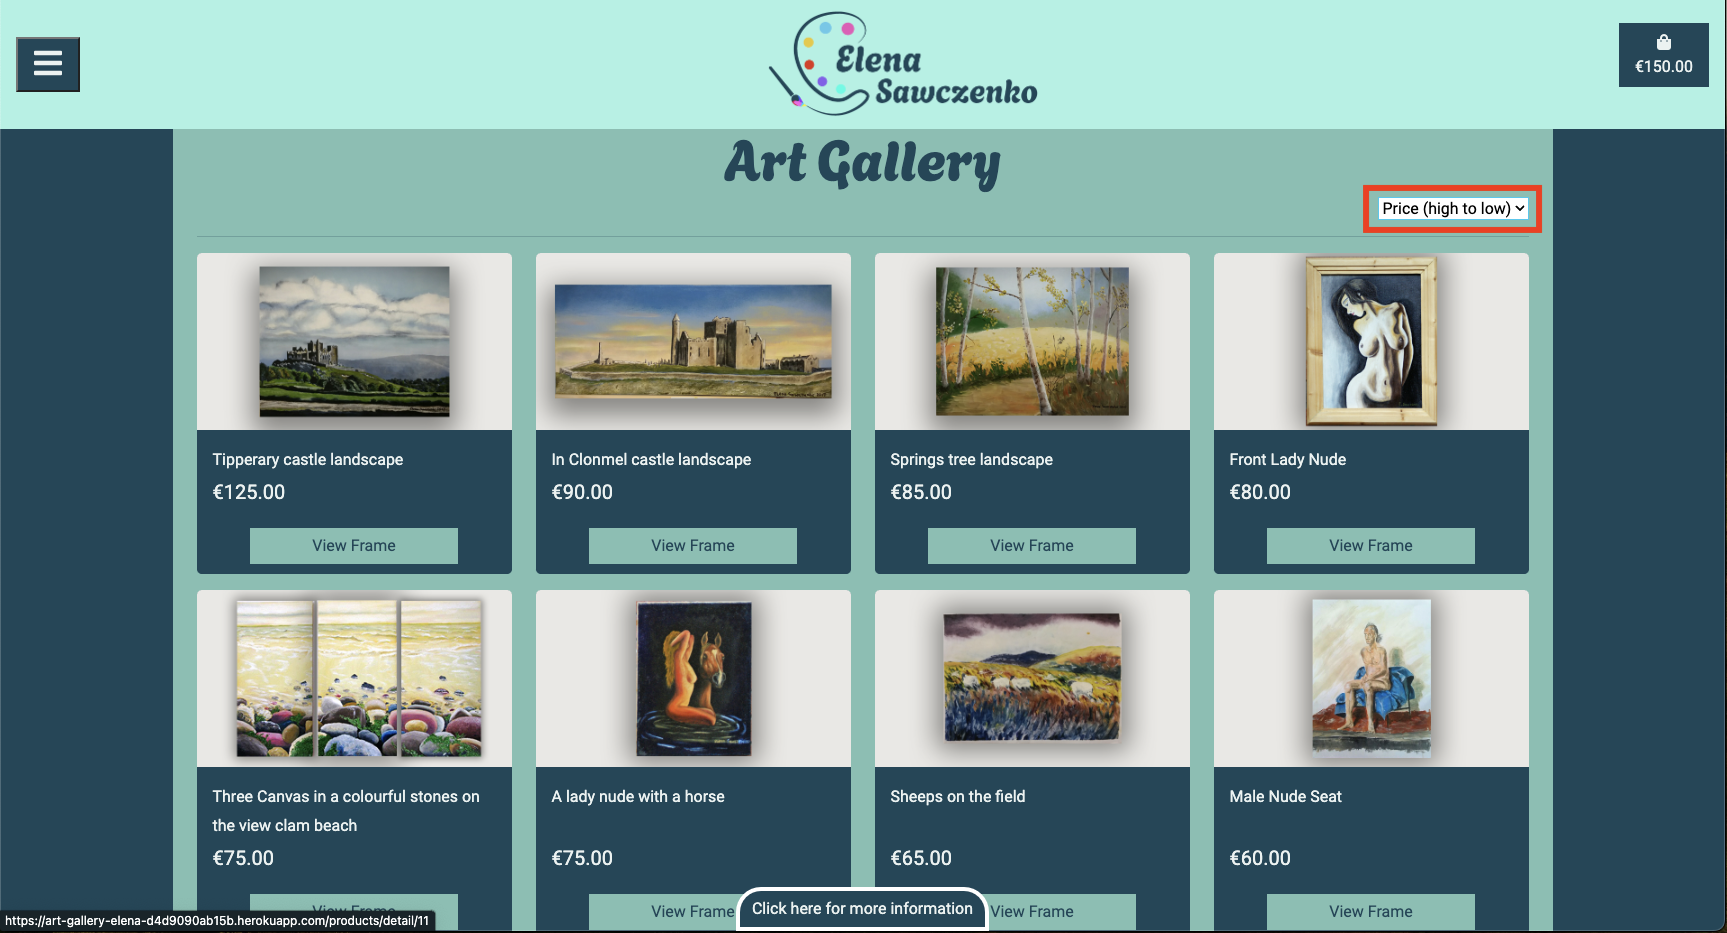 Elena
Sawczenko
€150.00
Art Gallery
Price (high to low)
Tipperary castle landscape
€125.00
View Frame
In Clonmel castle landscape
€90.00
View Frame
Springs tree landscape
€85.00
View Frame
Front Lady Nude
€80.00
View Frame
Three Canvas in a colourful stones on
the view clam beach
€75.00
View Frame
A lady nude with a horse
€75.00
View Frame
Sheeps on the field
€65.00
View Frame
Male Nude Seat
€60.00
View Frame
Click here for more information
https://art-gallery-elena-d4d9090ab15b.herokuapp.com/products/detail/11